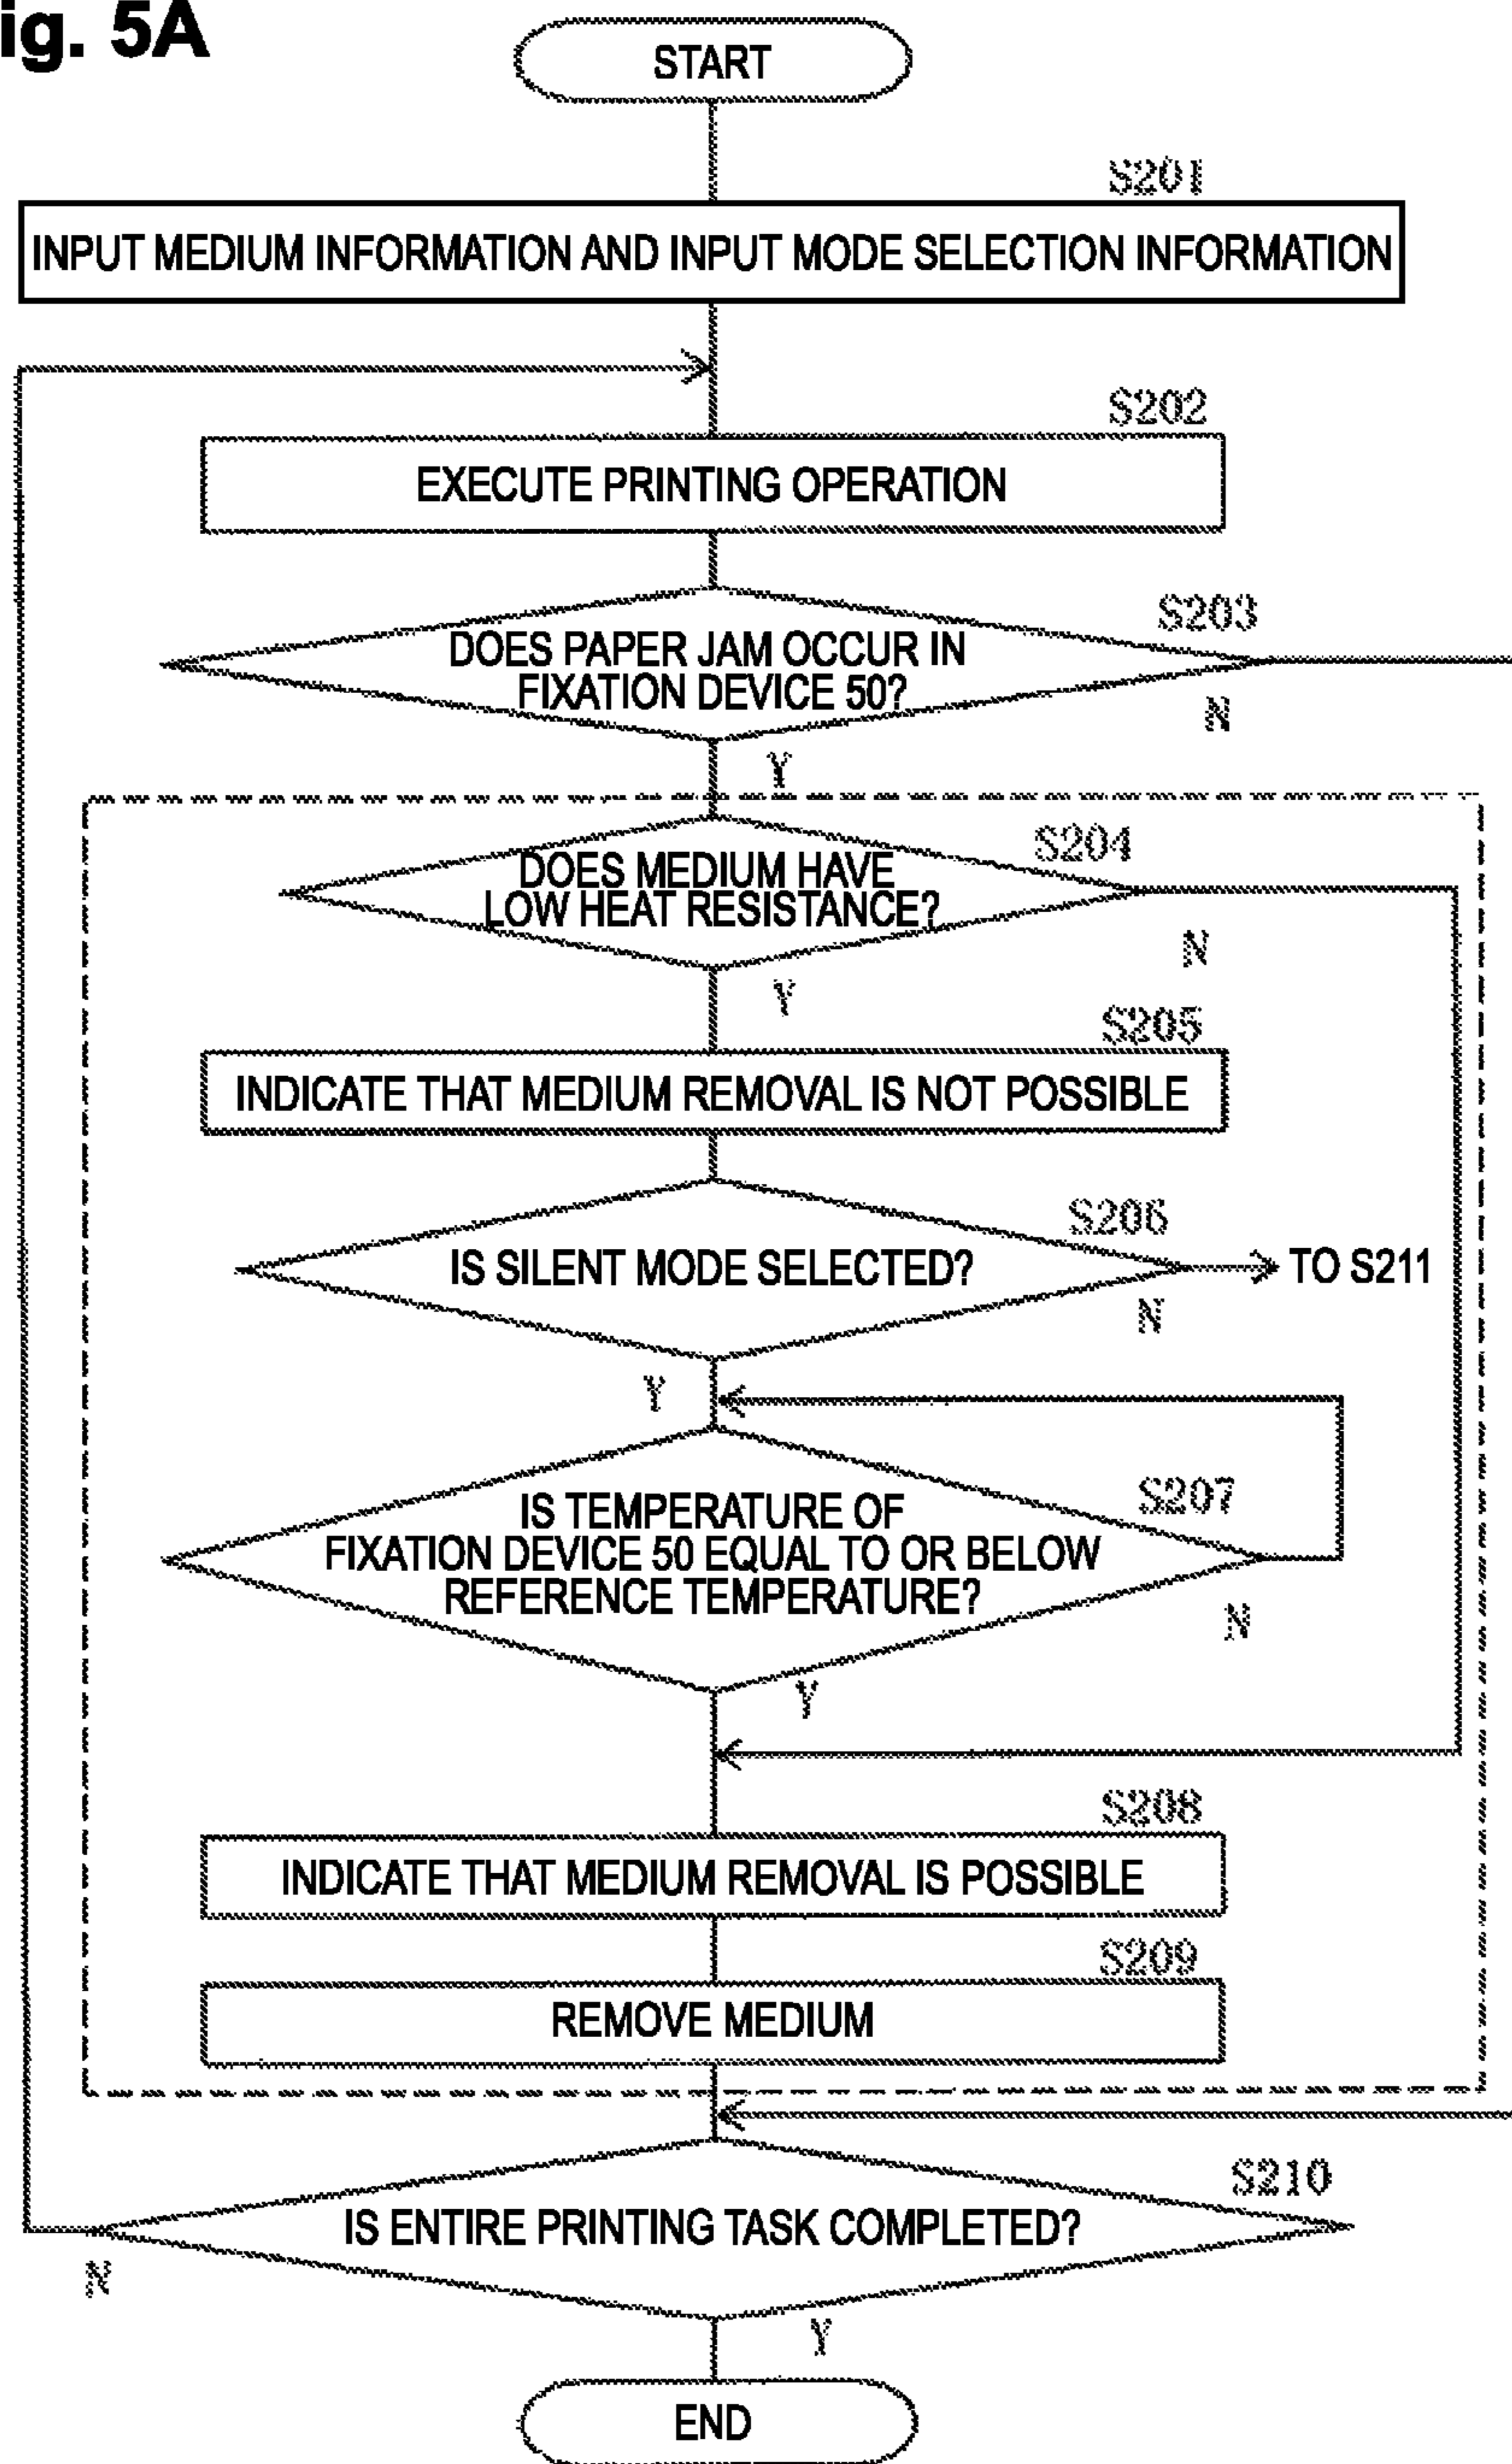 ig. 5A
START
S201
INPUT MEDIUM INFORMATION AND INPUT MODE SELECTION INFORMATION
S202
EXECUTE PRINTING OPERATION
S203
DOES PAPER JAM OCCUR IN
FIXATION DEVICE 50?
N
Y
S204
DOES MEDIUM HAVE
LOW HEAT RESISTANCE?
N
Y
S205
INDICATE THAT MEDIUM REMOVAL IS NOT POSSIBLE
S206
IS SILENT MODE SELECTED?
TO S211
N
Y
S207
IS TEMPERATURE OF
FIXATION DEVICE 50 EQUAL TO OR BELOW
REFERENCE TEMPERATURE?
N
Y
S208
INDICATE THAT MEDIUM REMOVAL IS POSSIBLE
S209
REMOVE MEDIUM
S210
IS ENTIRE PRINTING TASK COMPLETED?
N
Y
END